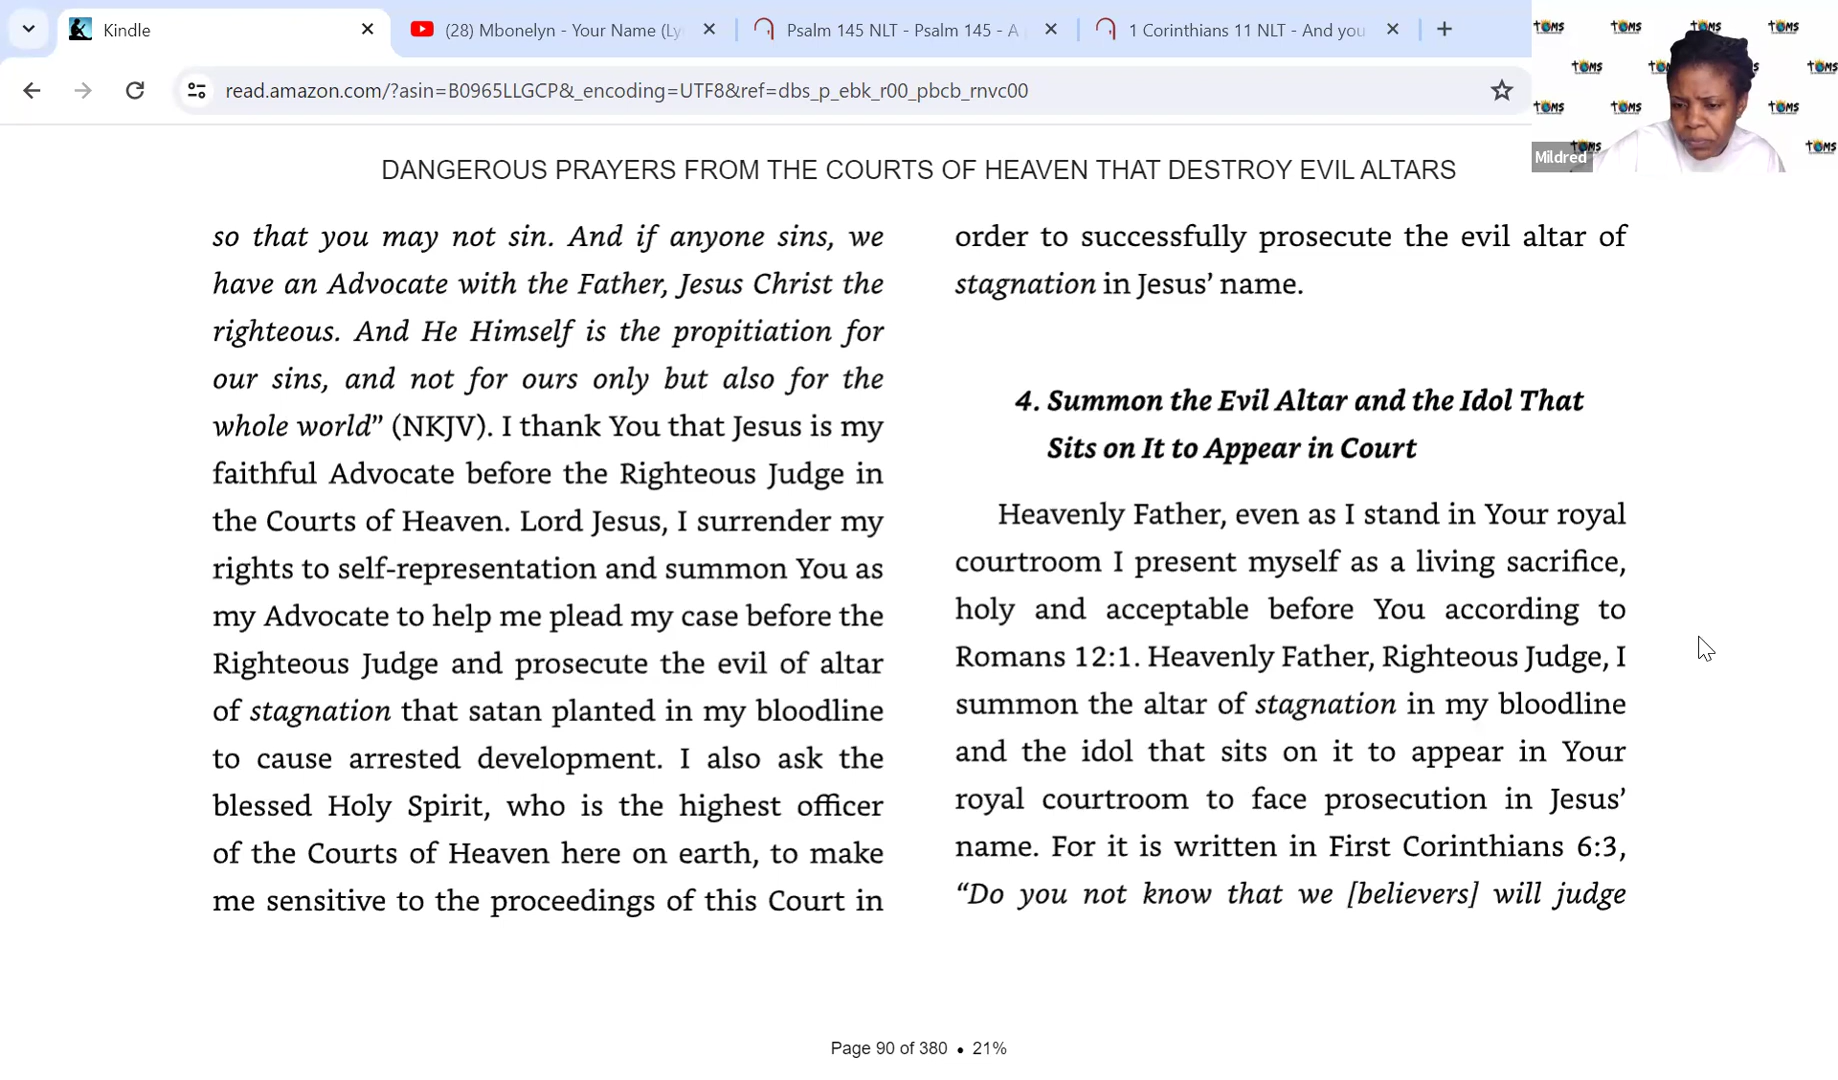 Kindle
(28) Mbonelyn - Your Name (Ly
Psalm 145 NLT - Psalm 145 - A
1 Corinthians 11 NLT - And you
read.amazon.com/?asin=B0965LLGCP&_encoding=UTF8&ref=dbs_p_ebk_r00_pbcb_rnvc00
TOMS TOMS TOMS TOMS
TOMS TO S TOMS
TOMS TOMS TOMS
TOMS TOMS
Mildred
DANGEROUS PRAYERS FROM THE COURTS OF HEAVEN THAT DESTROY EVIL ALTARS
so that you may not sin. And if anyone sins, we
have an Advocate with the Father, Jesus Christ the
righteous. And He Himself is the propitiation for
our sins, and not for ours only but also for the
whole world” (NKJV). I thank You that Jesus is my
faithful Advocate before the Righteous Judge in
the Courts of Heaven. Lord Jesus, I surrender my
rights to self-representation and summon You as
my Advocate to help me plead my case before the
Righteous Judge and prosecute the evil of altar
of stagnation that satan planted in my bloodline
to cause arrested development. I also ask the
blessed Holy Spirit, who is the highest officer
of the Courts of Heaven here on earth, to make
me sensitive to the proceedings of this Court in
order to successfully prosecute the evil altar of
stagnation in Jesus’ name.
4. Summon the Evil Altar and the Idol That
Sits on It to Appear in Court
Heavenly Father, even as I stand in Your royal
courtroom I present myself as a living sacrifice,
holy and acceptable before You according to
Romans 12:1. Heavenly Father, Righteous Judge, I
summon the altar of stagnation in my bloodline
and the idol that sits on it to appear in Your
royal courtroom to face prosecution in Jesus’
name. For it is written in First Corinthians 6:3,
“Do you not know that we [believers] will judge
Page 90 of 380 • 21%